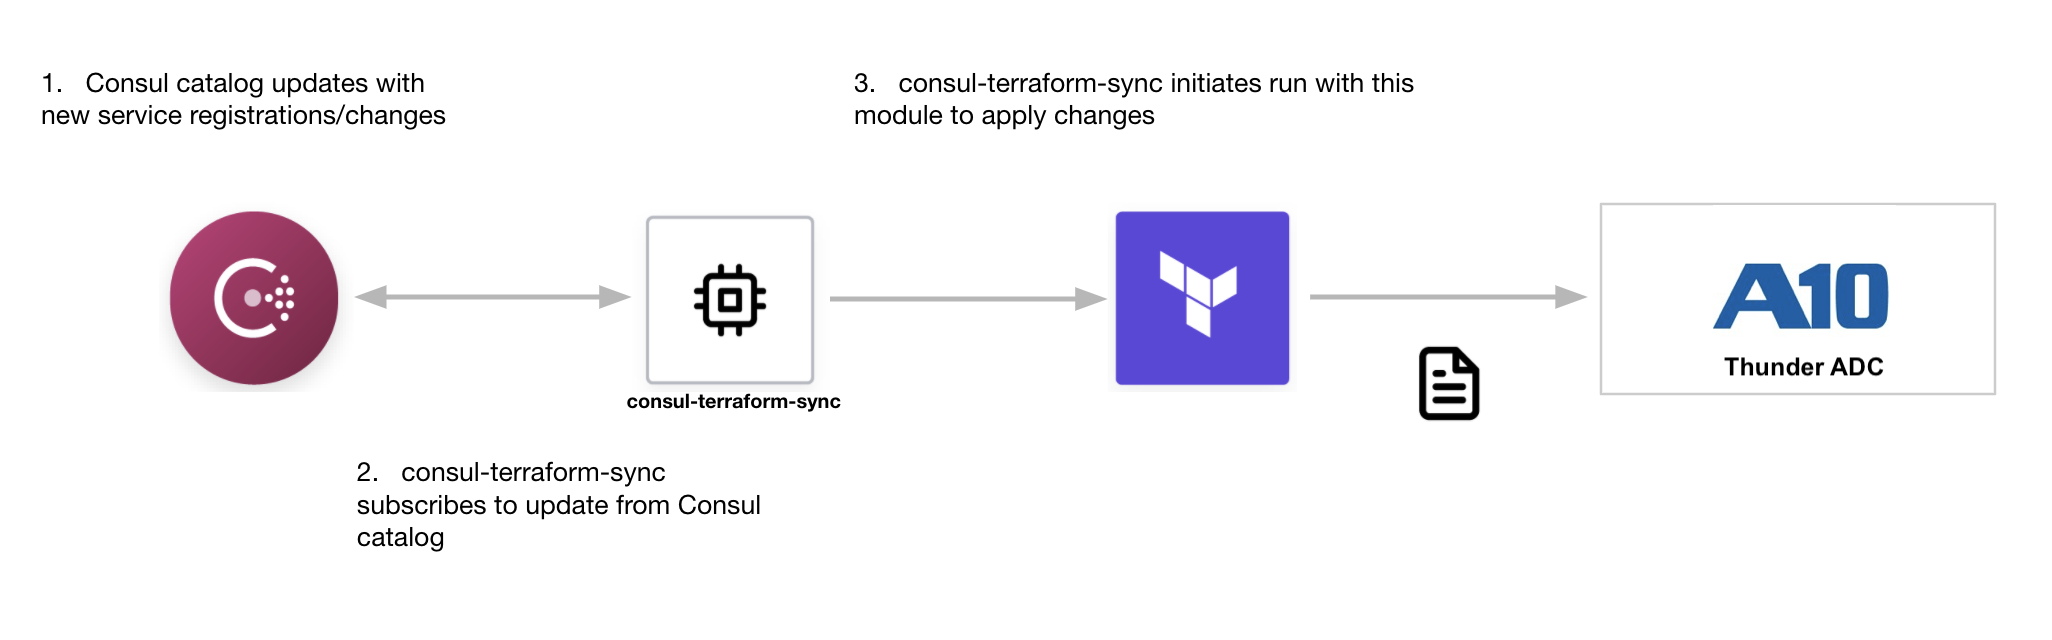 1. Consul catalog updates with
new service registrations/changes
3. consul-terraform-sync initiates run with this
module to apply changes
consul-terraform-sync
A10
Thunder ADC
2. consul-terraform-sync
subscribes to update from Consul
catalog